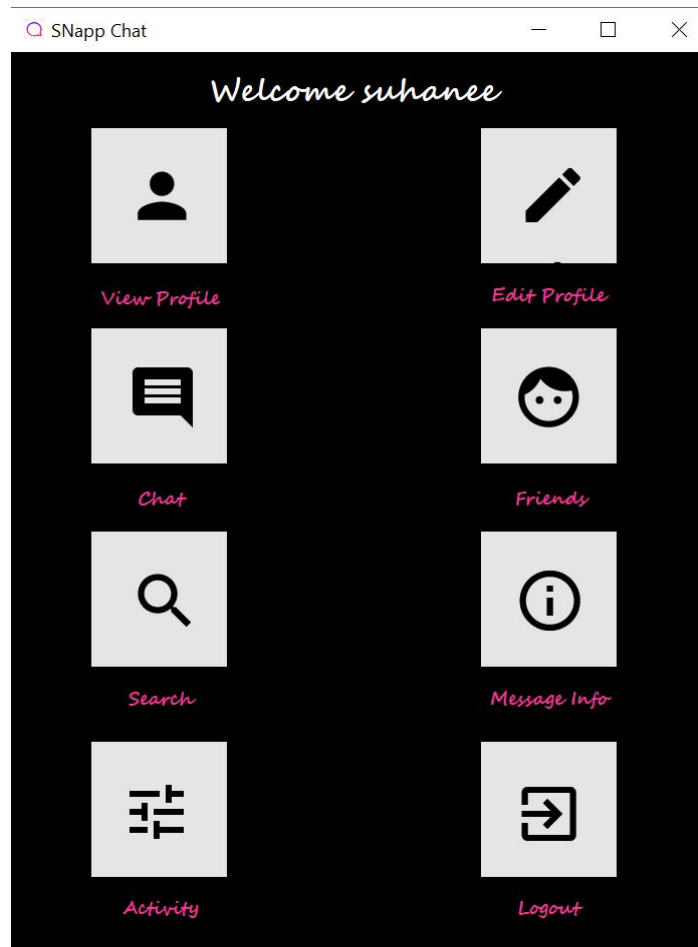 SNapp Chat
Welcome suhanee
View Profile
Edit Profile
Chat
Friends
Search
Message Info
Activity
Logout